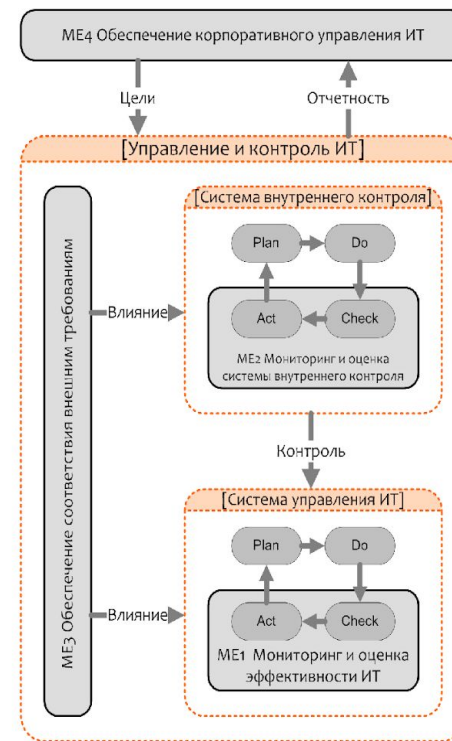 ME4 Обеспечение корпоративного управления ИТ
Цели
Отчетность
[Управление и контроль ИТ]
ME3 Обеспечение соответствия внешним требованиям
[Система внутреннего контроля]
Plan
Do
Влияние
Act
Check
ME2 Мониторинг и оценка
системы внутреннего контроля
Контроль
[Система управления ИТ]
Plan
Do
Влияние
Act
Check
ME1 Мониторинг и оценка
эффективности ИТ